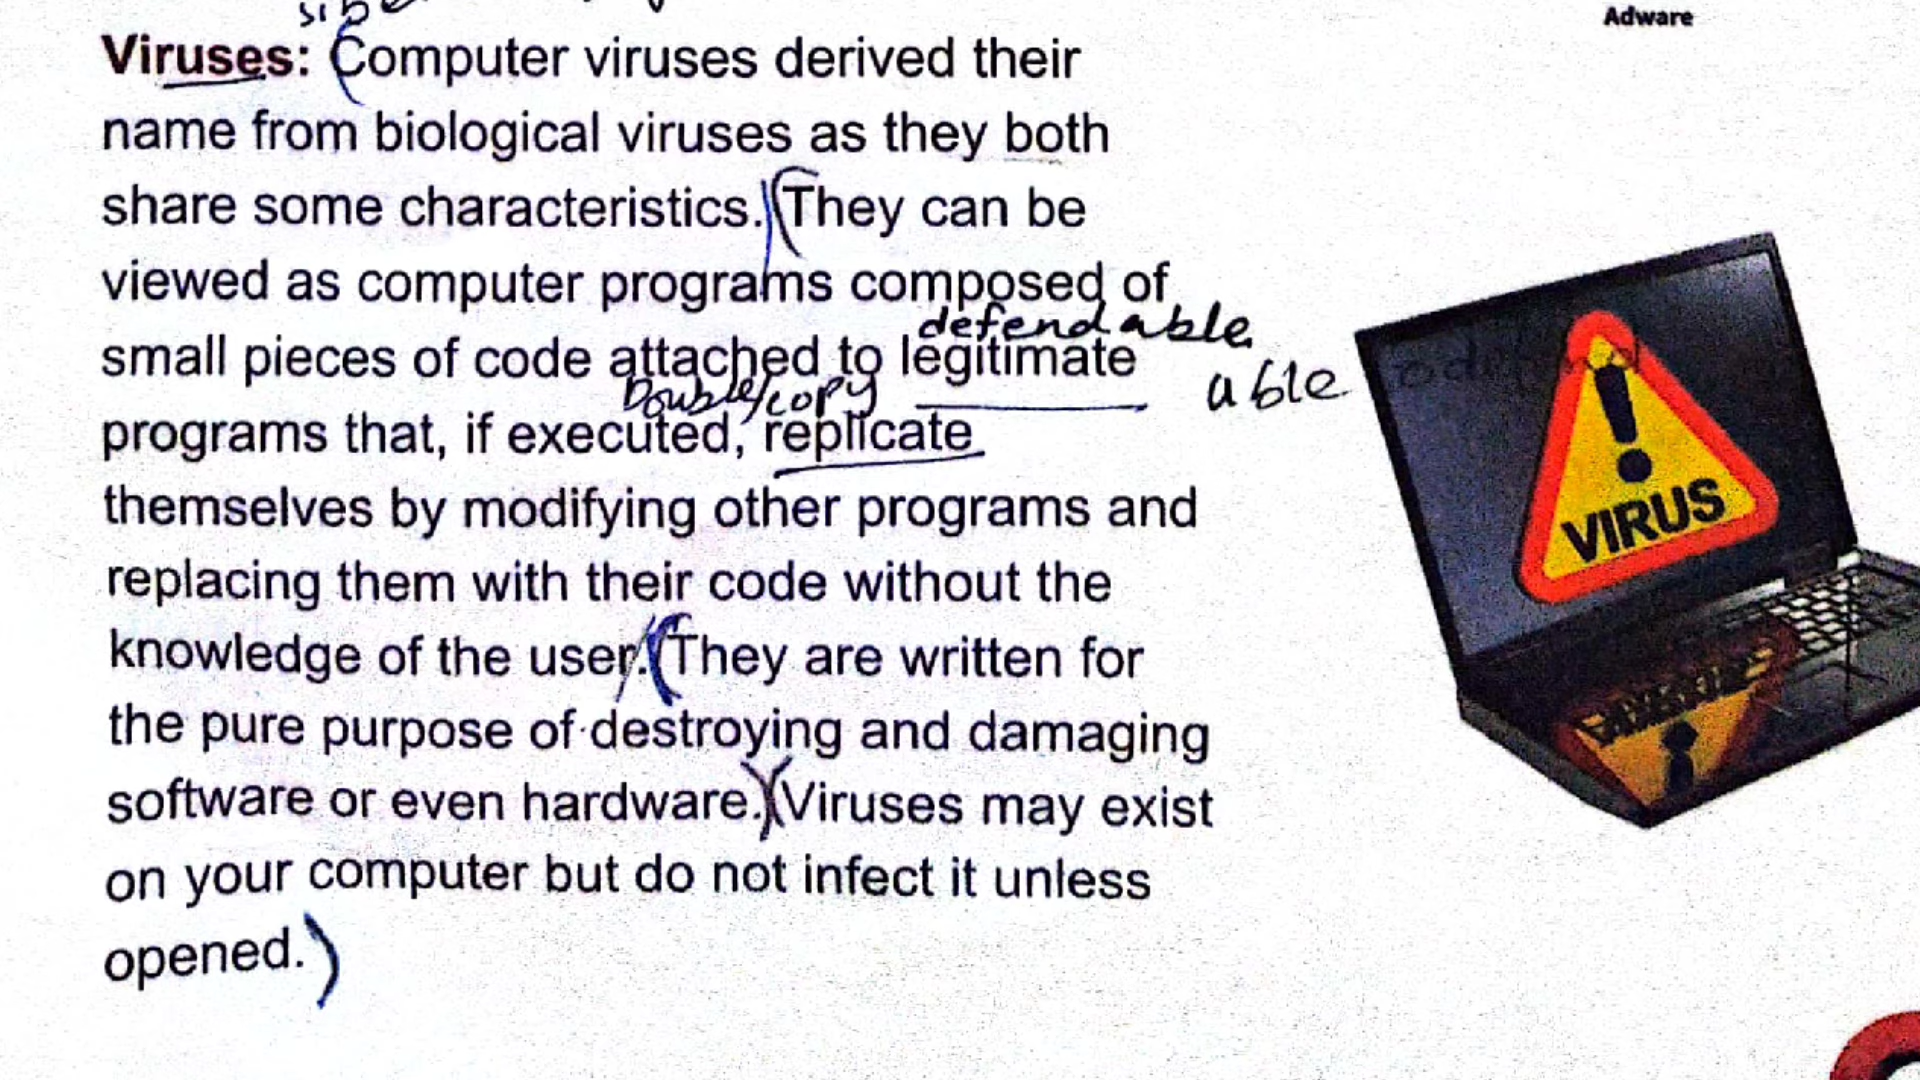 Adware
Viruses: Computer viruses derived their
name from biological viruses as they both
share some characteristics. (They can be
viewed as computer programs composed of
defendable
small pieces of code attached to legitimate
able
Double/copy
programs that, if executed, replicate
themselves by modifying other programs and
replacing them with their code without the
knowledge of the user. (They are written for
the pure purpose of destroying and damaging
software or even hardware.) (Viruses may exist
on your computer but do not infect it unless
opened.)
VIRUS